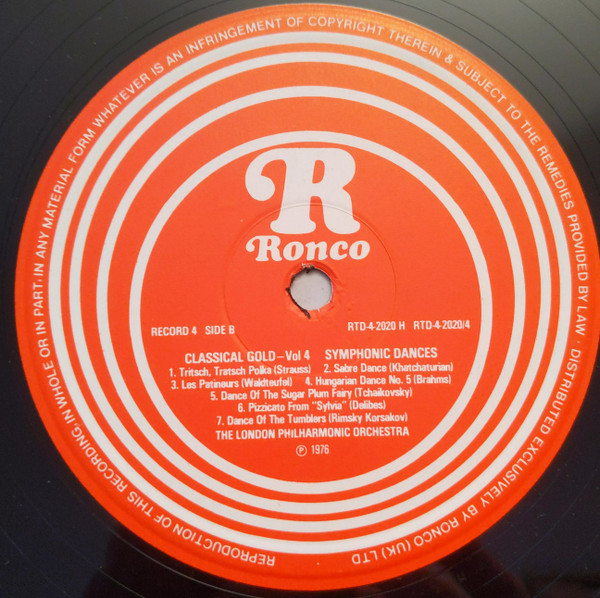 REPRODUCTION OF THIS RECORDING, IN WHOLE OR IN PART, IN ANY MATERIAL FORM WHATEVER IS AN INFRINGEMENT OF COPYRIGHT THEREIN & SUBJECT TO THE REMEDIES PROVIDED BY LAW · DISTRIBUTED EXCLUSIVELY BY RONCO (UK) LTD
R
Ronco
RECORD 4 SIDE B RTD-4-2020 H RTD-4-2020/4
CLASSICAL GOLD–Vol 4 SYMPHONIC DANCES
1. Tritsch, Tratsch Polka (Strauss) 2. Sabre Dance (Khatchaturian)
3. Les Patineurs (Waldteufel) 4. Hungarian Dance No. 5 (Brahms)
5. Dance Of The Sugar Plum Fairy (Tchaikovsky)
6. Pizzicato From "Sylvia" (Delibes)
7. Dance Of The Tumblers (Rimsky Korsakov)
THE LONDON PHILHARMONIC ORCHESTRA
Ⓟ 1976